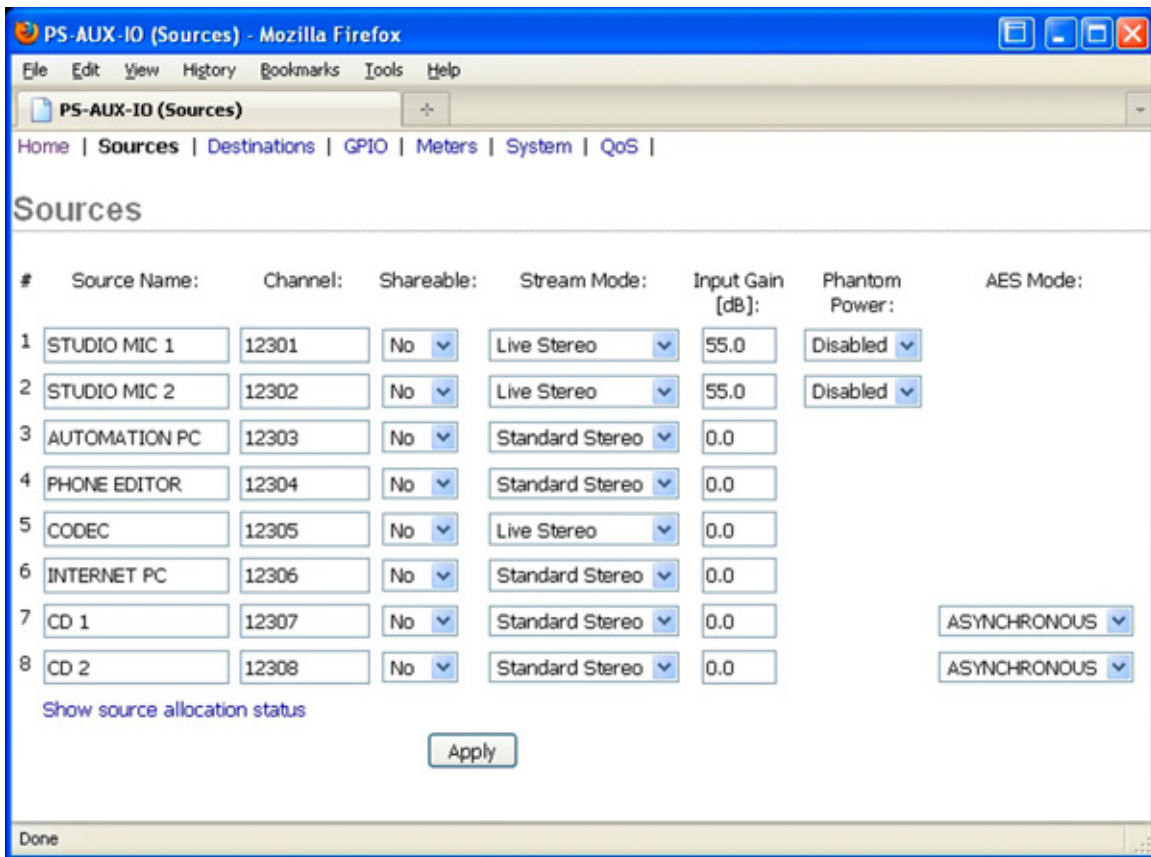 PS-AUX-IO (Sources) - Mozilla Firefox
File Edit View History Bookmarks Tools Help
PS-AUX-IO (Sources)
Home | Sources | Destinations | GPIO | Meters | System | QoS |
Sources
# Source Name: Channel: Shareable: Stream Mode: Input Gain [dB]: Phantom Power: AES Mode:
1 STUDIO MIC 1 12301 No Live Stereo 55.0 Disabled
2 STUDIO MIC 2 12302 No Live Stereo 55.0 Disabled
3 AUTOMATION PC 12303 No Standard Stereo 0.0
4 PHONE EDITOR 12304 No Standard Stereo 0.0
5 CODEC 12305 No Live Stereo 0.0
6 INTERNET PC 12306 No Standard Stereo 0.0
7 CD 1 12307 No Standard Stereo 0.0 ASYNCHRONOUS
8 CD 2 12308 No Standard Stereo 0.0 ASYNCHRONOUS
Show source allocation status
Apply
Done